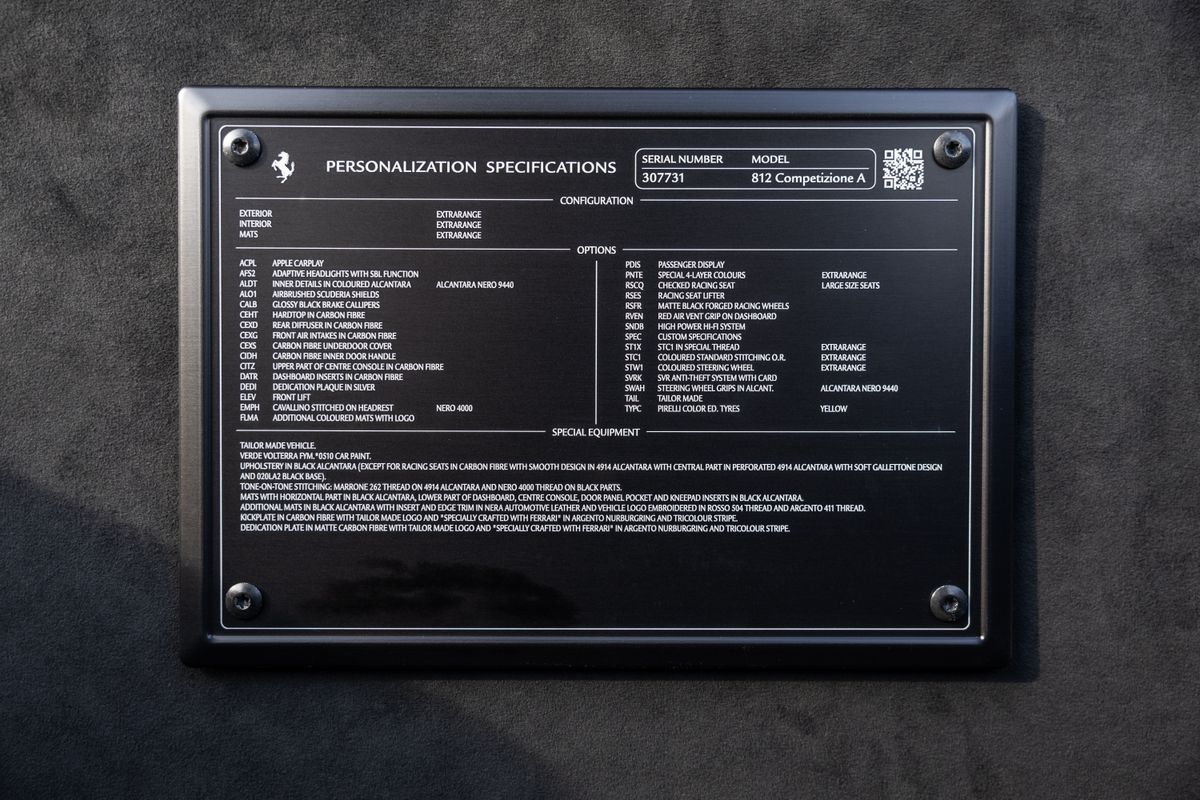 PERSONALIZATION SPECIFICATIONS
SERIAL NUMBER MODEL
307731 812 Competizione A
CONFIGURATION
EXTERIOR EXTRARANGE
INTERIOR EXTRARANGE
MATS EXTRARANGE
OPTIONS
ACPL APPLE CARPLAY
AFS2 ADAPTIVE HEADLIGHTS WITH SBL FUNCTION
ALDT INNER DETAILS IN COLOURED ALCANTARA ALCANTARA NERO 9440
ALO1 AIRBRUSHED SCUDERIA SHIELDS
CALB GLOSSY BLACK BRAKE CALLIPERS
CEHT HARDTOP IN CARBON FIBRE
CEXD REAR DIFFUSER IN CARBON FIBRE
CEXG FRONT AIR INTAKES IN CARBON FIBRE
CEXS CARBON FIBRE UNDERDOOR COVER
CIDH CARBON FIBRE INNER DOOR HANDLE
CITZ UPPER PART OF CENTRE CONSOLE IN CARBON FIBRE
DATR DASHBOARD INSERTS IN CARBON FIBRE
DEDI DEDICATION PLAQUE IN SILVER
ELEV FRONT LIFT
EMPH CAVALLINO STITCHED ON HEADREST NERO 4000
FLMA ADDITIONAL COLOURED MATS WITH LOGO
PDIS PASSENGER DISPLAY
PNTE SPECIAL 4-LAYER COLOURS EXTRARANGE
RSCQ CHECKED RACING SEAT LARGE SIZE SEATS
RSES RACING SEAT LIFTER
RSFR MATTE BLACK FORGED RACING WHEELS
RVEN RED AIR VENT GRIP ON DASHBOARD
SNDB HIGH POWER HI-FI SYSTEM
SPEC CUSTOM SPECIFICATIONS
ST1X STC1 IN SPECIAL THREAD EXTRARANGE
STC1 COLOURED STANDARD STITCHING O.R. EXTRARANGE
STW1 COLOURED STEERING WHEEL EXTRARANGE
SVRK SVR ANTI-THEFT SYSTEM WITH CARD
SWAH STEERING WHEEL GRIPS IN ALCANT. ALCANTARA NERO 9440
TAIL TAILOR MADE
TYPC PIRELLI COLOR ED. TYRES YELLOW
SPECIAL EQUIPMENT
TAILOR MADE VEHICLE.
VERDE VOLTERRA FYM.*0510 CAR PAINT.
UPHOLSTERY IN BLACK ALCANTARA (EXCEPT FOR RACING SEATS IN CARBON FIBRE WITH SMOOTH DESIGN IN 4914 ALCANTARA WITH CENTRAL PART IN PERFORATED 4914 ALCANTARA WITH SOFT GALLETTONE DESIGN
AND 020LA2 BLACK BASE).
TONE-ON-TONE STITCHING: MARRONE 262 THREAD ON 4914 ALCANTARA AND NERO 4000 THREAD ON BLACK PARTS.
MATS WITH HORIZONTAL PART IN BLACK ALCANTARA, LOWER PART OF DASHBOARD, CENTRE CONSOLE, DOOR PANEL POCKET AND KNEEPAD INSERTS IN BLACK ALCANTARA.
ADDITIONAL MATS IN BLACK ALCANTARA WITH INSERT AND EDGE TRIM IN NERA AUTOMOTIVE LEATHER AND VEHICLE LOGO EMBROIDERED IN ROSSO 504 THREAD AND ARGENTO 411 THREAD.
KICKPLATE IN CARBON FIBRE WITH TAILOR MADE LOGO AND "SPECIALLY CRAFTED WITH FERRARI" IN ARGENTO NURBURGRING AND TRICOLOUR STRIPE.
DEDICATION PLATE IN MATTE CARBON FIBRE WITH TAILOR MADE LOGO AND "SPECIALLY CRAFTED WITH FERRARI" IN ARGENTO NURBURGRING AND TRICOLOUR STRIPE.